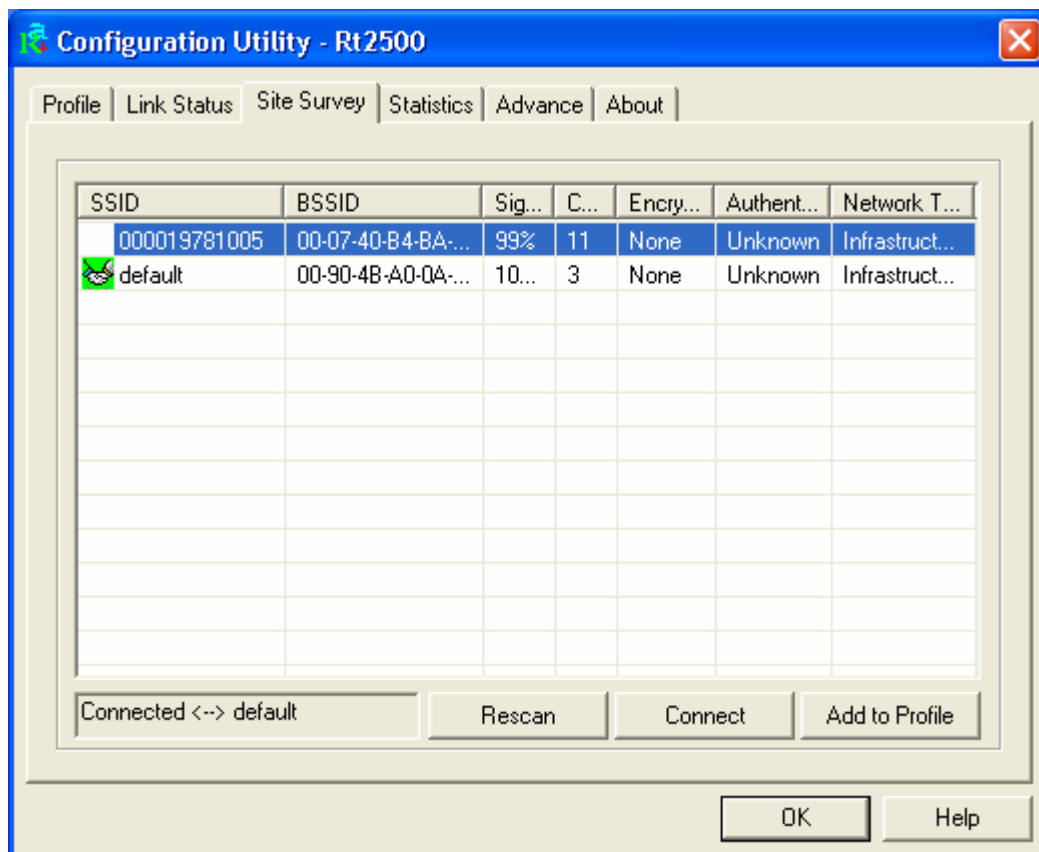 Configuration Utility - Rt2500
Profile Link Status Site Survey Statistics Advance About
SSID BSSID Sig... C... Encry... Authent... Network T...
000019781005 00-07-40-B4-BA-... 99% 11 None Unknown Infrastruct...
default 00-90-4B-A0-0A-... 10... 3 None Unknown Infrastruct...
Connected <--> default Rescan Connect Add to Profile
OK Help